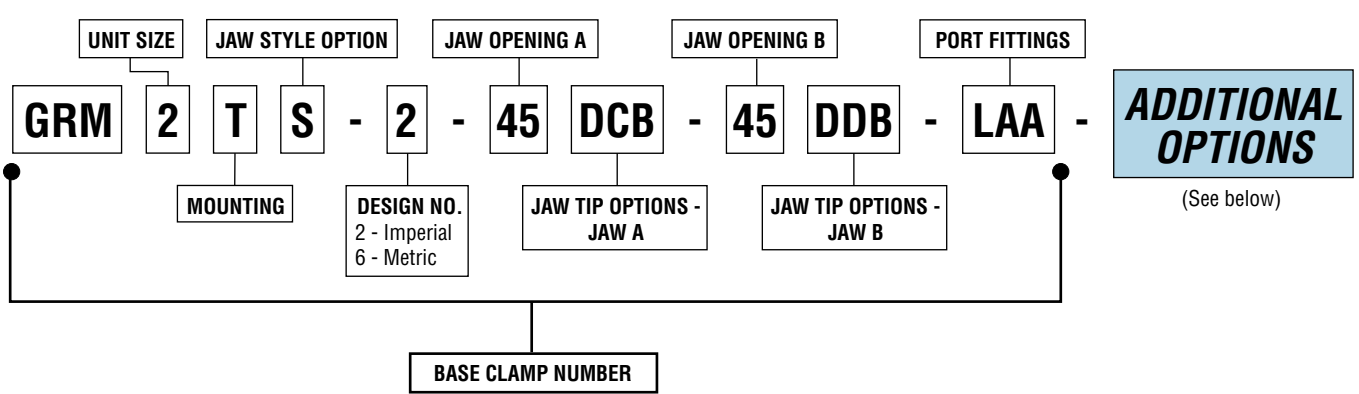 UNIT SIZE
JAW STYLE OPTION
JAW OPENING A
JAW OPENING B
PORT FITTINGS
GRM 2 T S - 2 - 45 DCB - 45 DDB - LAA -
ADDITIONAL
OPTIONS
(See below)
MOUNTING
DESIGN NO.
2 - Imperial
6 - Metric
JAW TIP OPTIONS -
JAW A
JAW TIP OPTIONS -
JAW B
BASE CLAMP NUMBER